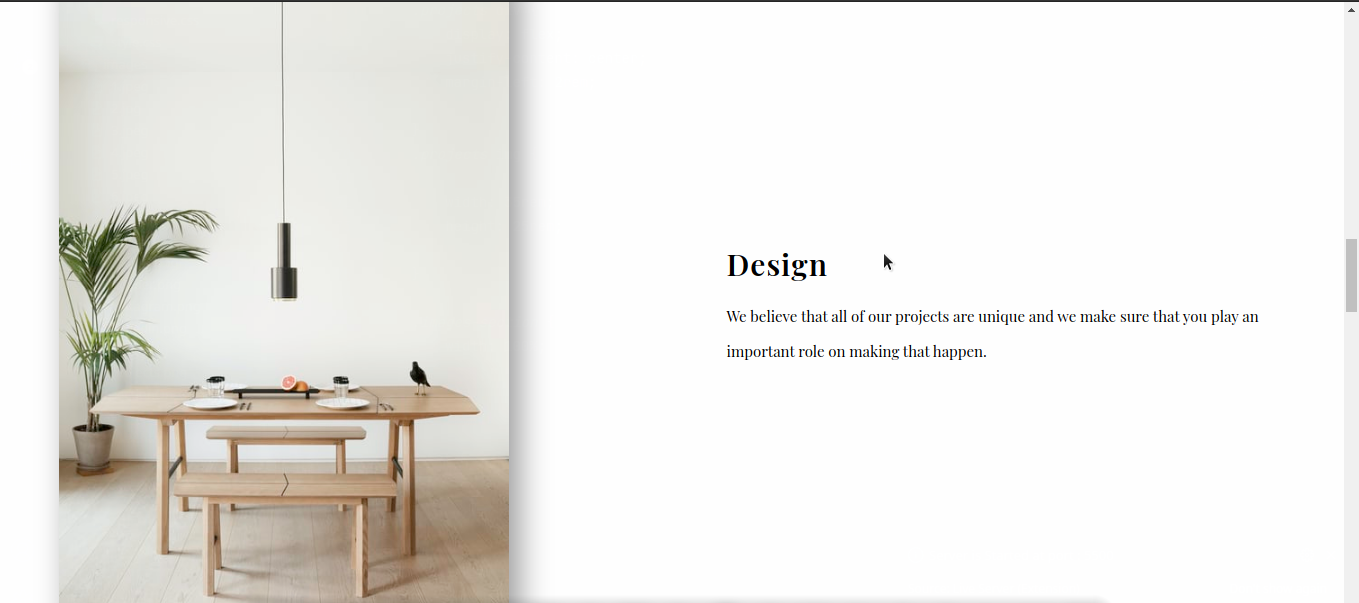 Design
We believe that all of our projects are unique and we make sure that you play an
important role on making that happen.